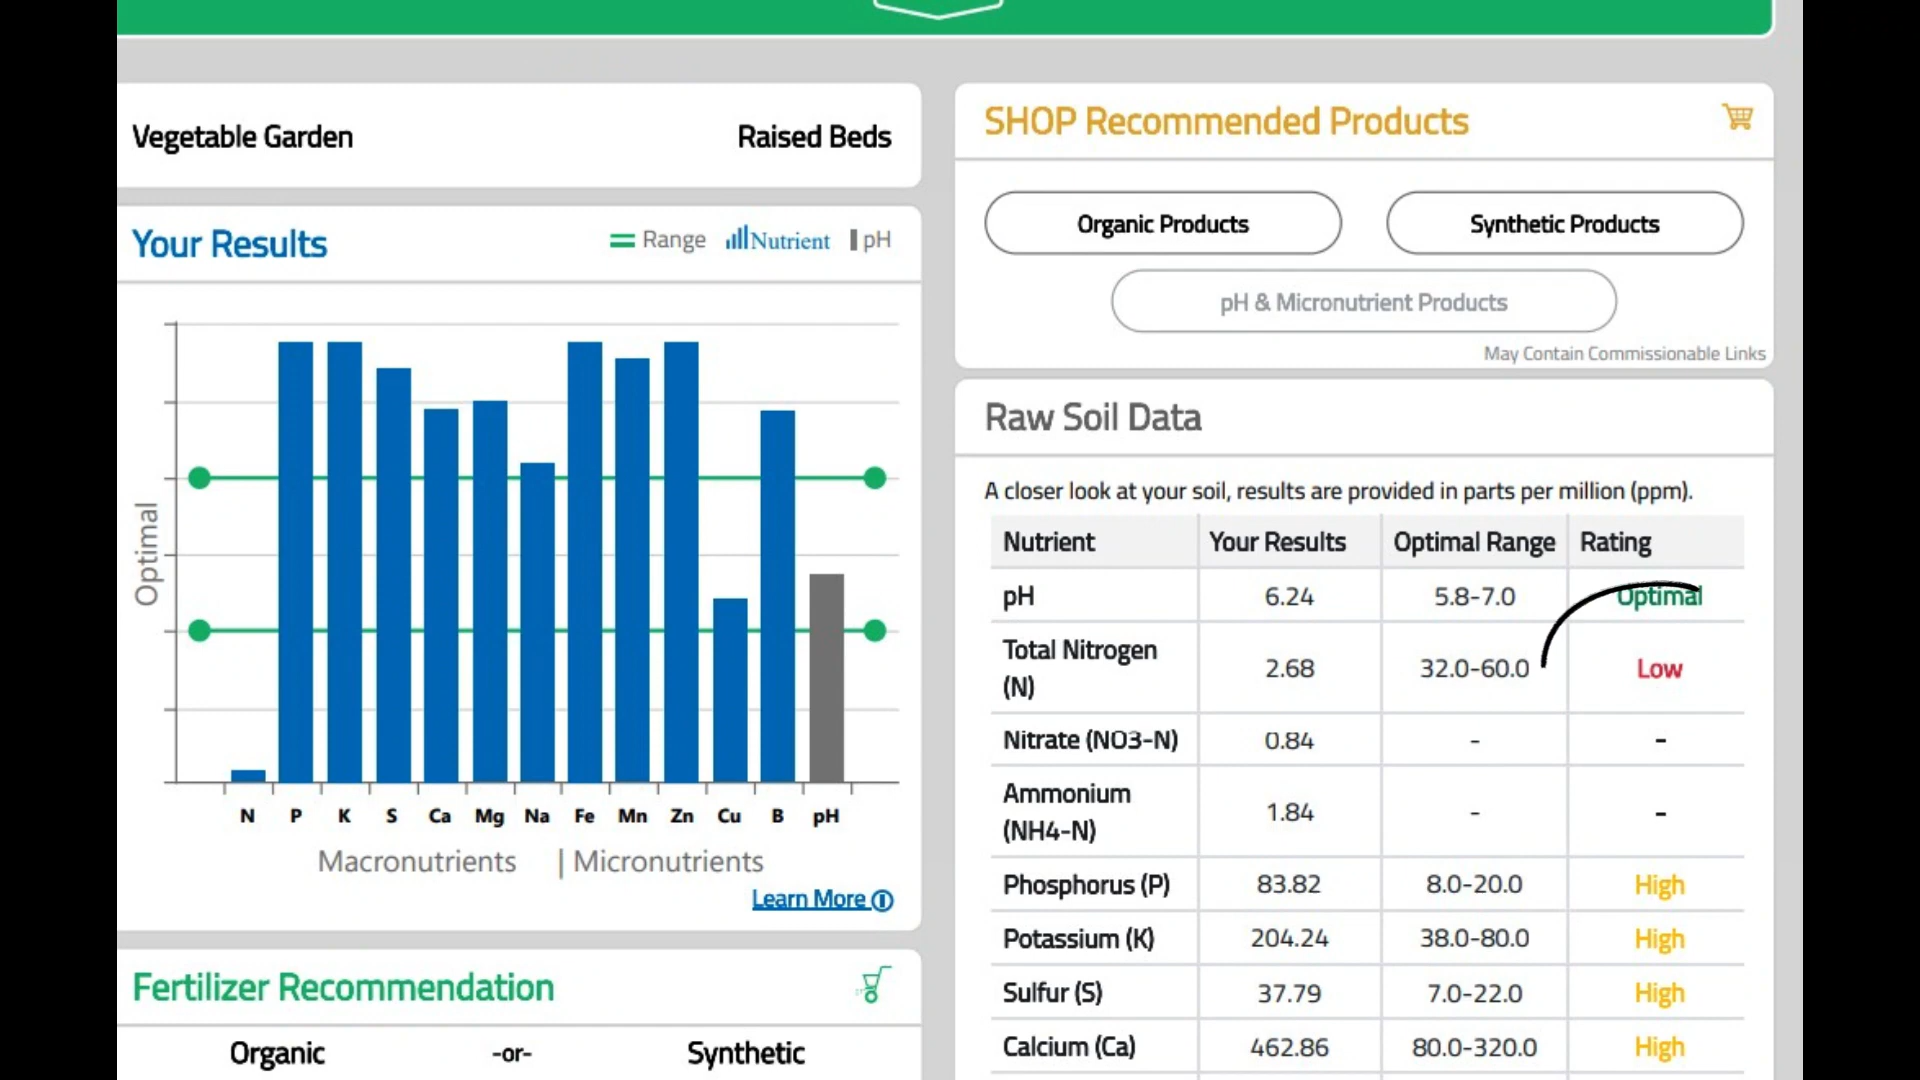 Vegetable Garden Raised Beds
Your Results
Range Nutrient pH
Optimal
N P K S Ca Mg Na Fe Mn Zn Cu B pH
Macronutrients | Micronutrients
Learn More
Fertilizer Recommendation
Organic -or- Synthetic
SHOP Recommended Products
Organic Products Synthetic Products
pH & Micronutrient Products
May Contain Commissionable Links
Raw Soil Data
A closer look at your soil, results are provided in parts per million (ppm).
Nutrient Your Results Optimal Range Rating
pH 6.24 5.8-7.0 Optimal
Total Nitrogen
(N) 2.68 32.0-60.0 Low
Nitrate (NO3-N) 0.84 - -
Ammonium
(NH4-N) 1.84 - -
Phosphorus (P) 83.82 8.0-20.0 High
Potassium (K) 204.24 38.0-80.0 High
Sulfur (S) 37.79 7.0-22.0 High
Calcium (Ca) 462.86 80.0-320.0 High